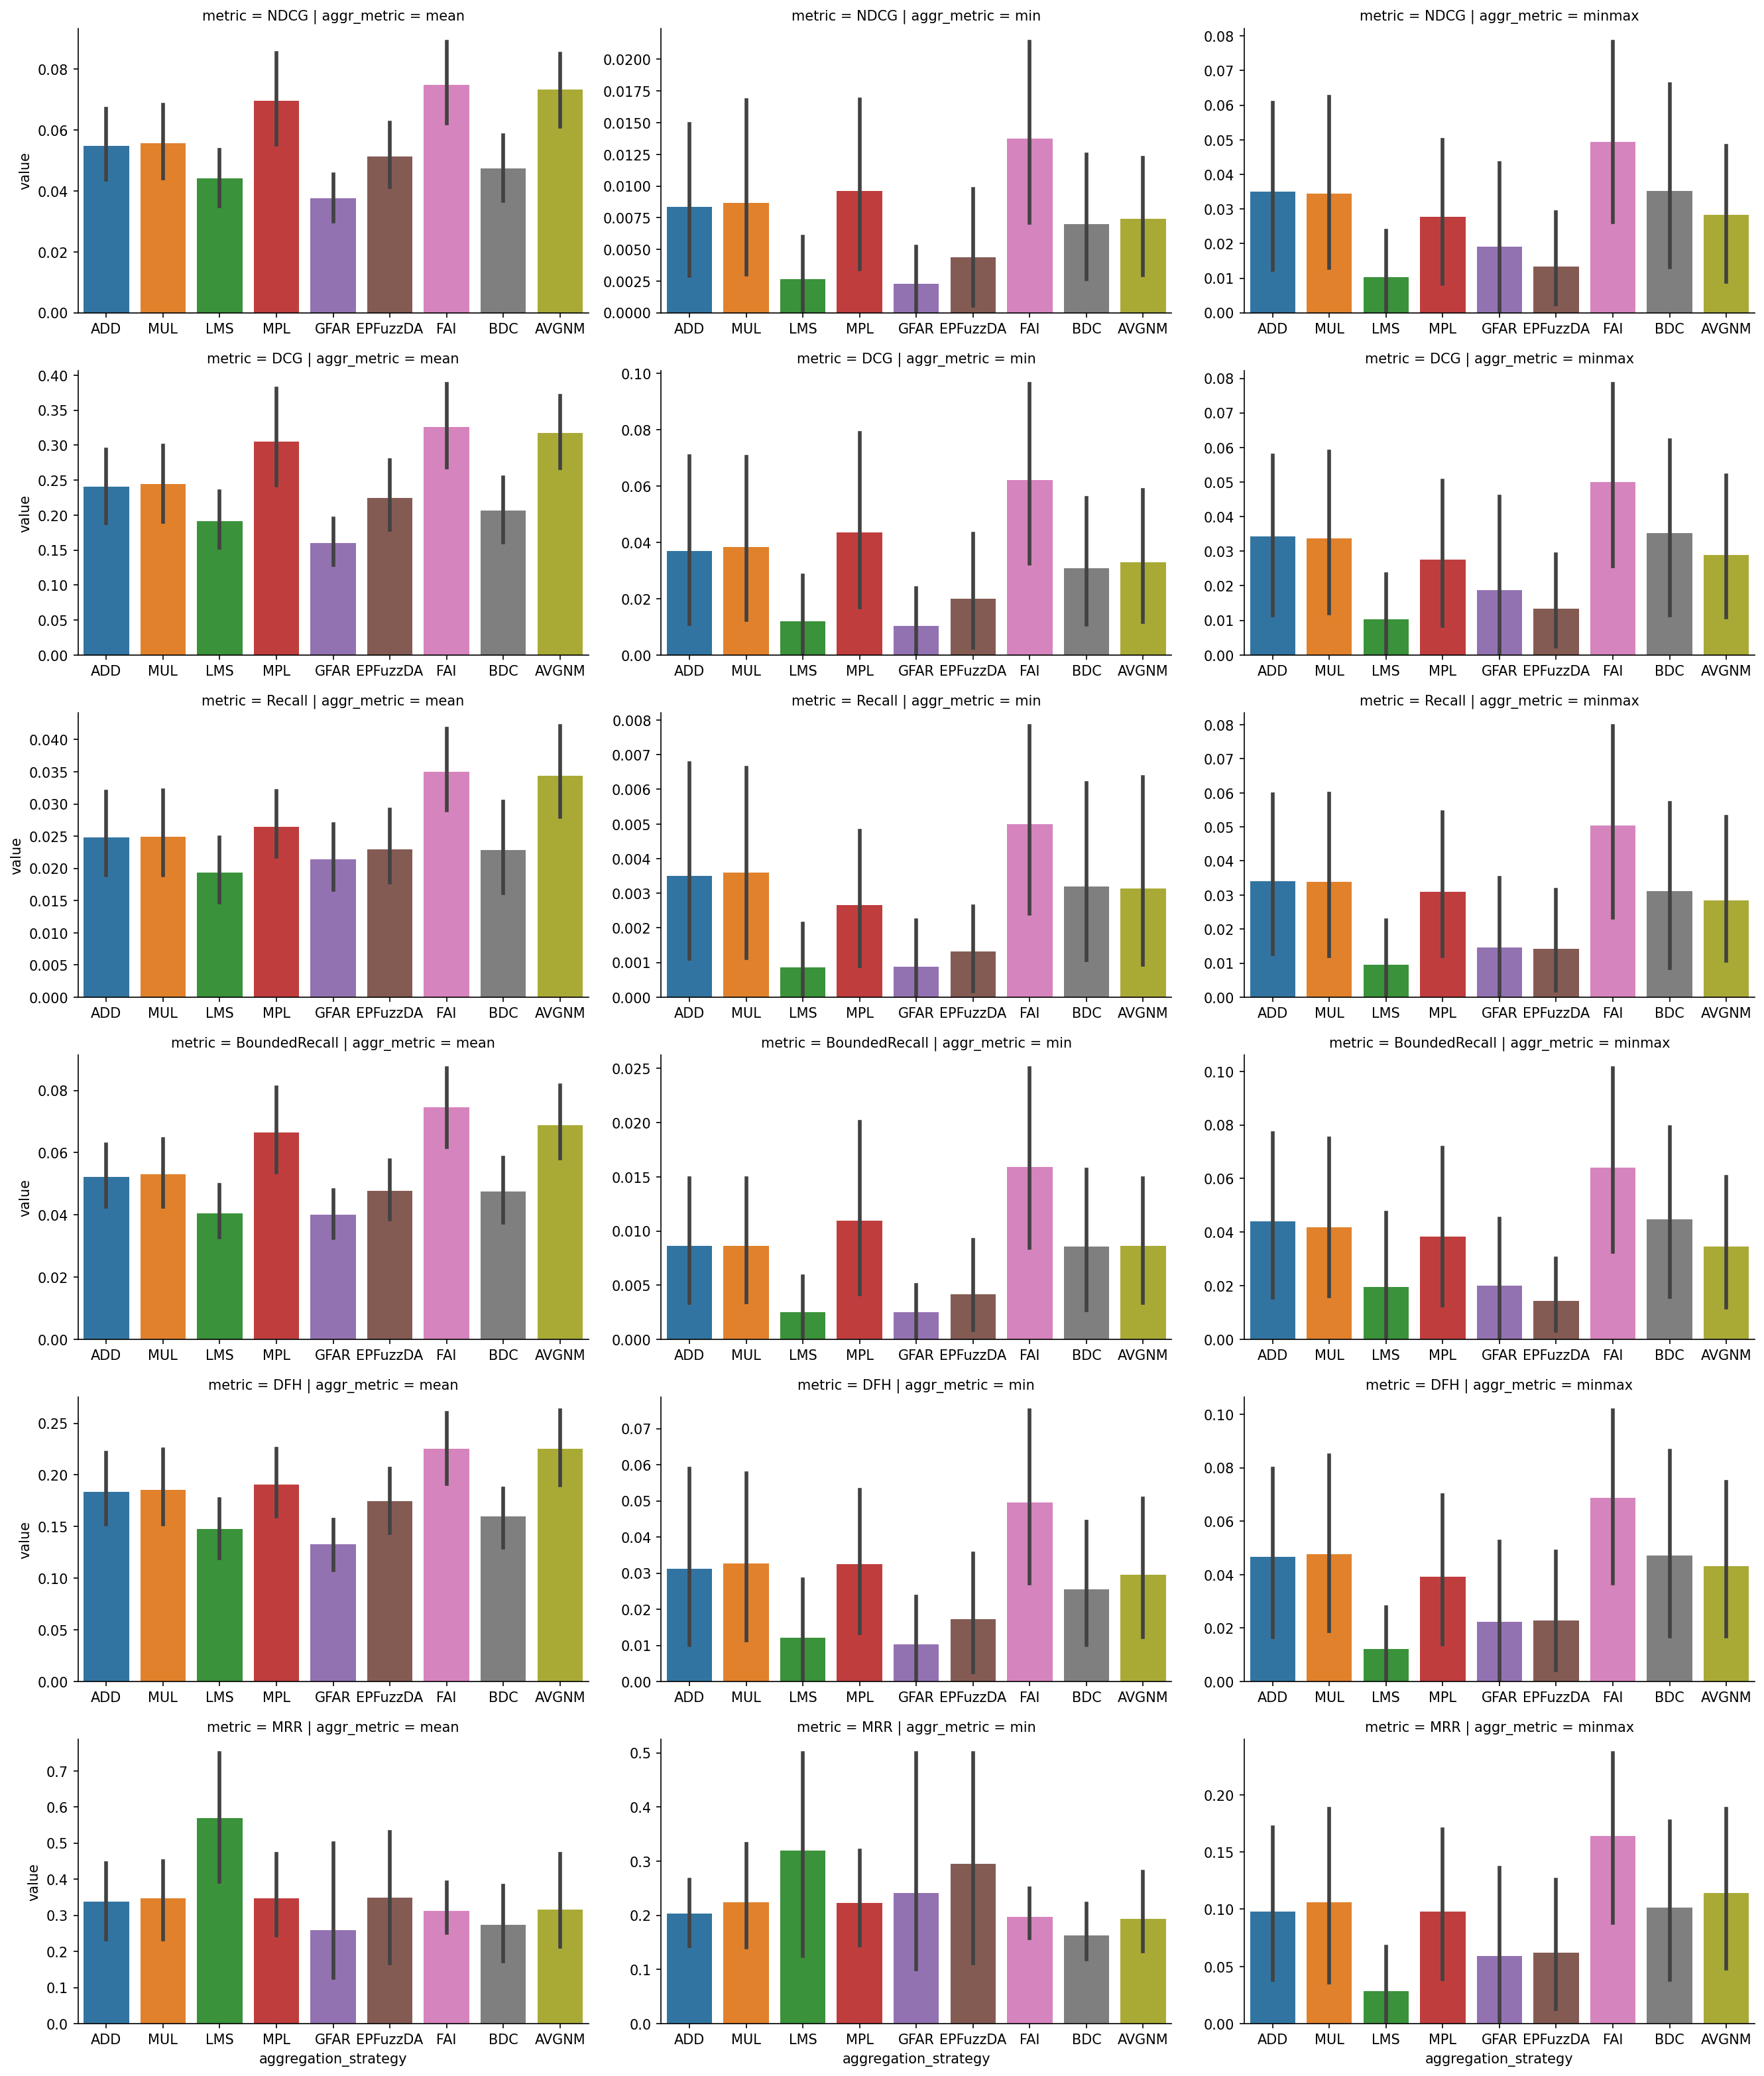 metric = NDCG | aggr_metric = mean
metric = NDCG | aggr_metric = min
metric = NDCG | aggr_metric = minmax
value
0.08
0.06
0.04
0.02
0.00
ADD MUL LMS MPL GFAR EPFuzzDA FAI BDC AVGNM
0.0200
0.0175
0.0150
0.0125
0.0100
0.0075
0.0050
0.0025
0.0000
ADD MUL LMS MPL GFAR EPFuzzDA FAI BDC AVGNM
0.08
0.07
0.06
0.05
0.04
0.03
0.02
0.01
0.00
ADD MUL LMS MPL GFAR EPFuzzDA FAI BDC AVGNM
metric = DCG | aggr_metric = mean
metric = DCG | aggr_metric = min
metric = DCG | aggr_metric = minmax
value
0.40
0.35
0.30
0.25
0.20
0.15
0.10
0.05
0.00
ADD MUL LMS MPL GFAR EPFuzzDA FAI BDC AVGNM
0.10
0.08
0.06
0.04
0.02
0.00
ADD MUL LMS MPL GFAR EPFuzzDA FAI BDC AVGNM
0.08
0.07
0.06
0.05
0.04
0.03
0.02
0.01
0.00
ADD MUL LMS MPL GFAR EPFuzzDA FAI BDC AVGNM
metric = Recall | aggr_metric = mean
metric = Recall | aggr_metric = min
metric = Recall | aggr_metric = minmax
value
0.040
0.035
0.030
0.025
0.020
0.015
0.010
0.005
0.000
ADD MUL LMS MPL GFAR EPFuzzDA FAI BDC AVGNM
0.008
0.007
0.006
0.005
0.004
0.003
0.002
0.001
0.000
ADD MUL LMS MPL GFAR EPFuzzDA FAI BDC AVGNM
0.08
0.07
0.06
0.05
0.04
0.03
0.02
0.01
0.00
ADD MUL LMS MPL GFAR EPFuzzDA FAI BDC AVGNM
metric = BoundedRecall | aggr_metric = mean
metric = BoundedRecall | aggr_metric = min
metric = BoundedRecall | aggr_metric = minmax
value
0.08
0.06
0.04
0.02
0.00
ADD MUL LMS MPL GFAR EPFuzzDA FAI BDC AVGNM
0.025
0.020
0.015
0.010
0.005
0.000
ADD MUL LMS MPL GFAR EPFuzzDA FAI BDC AVGNM
0.10
0.08
0.06
0.04
0.02
0.00
ADD MUL LMS MPL GFAR EPFuzzDA FAI BDC AVGNM
metric = DFH | aggr_metric = mean
metric = DFH | aggr_metric = min
metric = DFH | aggr_metric = minmax
value
0.25
0.20
0.15
0.10
0.05
0.00
ADD MUL LMS MPL GFAR EPFuzzDA FAI BDC AVGNM
0.07
0.06
0.05
0.04
0.03
0.02
0.01
0.00
ADD MUL LMS MPL GFAR EPFuzzDA FAI BDC AVGNM
0.10
0.08
0.06
0.04
0.02
0.00
ADD MUL LMS MPL GFAR EPFuzzDA FAI BDC AVGNM
metric = MRR | aggr_metric = mean
metric = MRR | aggr_metric = min
metric = MRR | aggr_metric = minmax
value
0.7
0.6
0.5
0.4
0.3
0.2
0.1
0.0
ADD MUL LMS MPL GFAR EPFuzzDA FAI BDC AVGNM
aggregation_strategy
0.5
0.4
0.3
0.2
0.1
0.0
ADD MUL LMS MPL GFAR EPFuzzDA FAI BDC AVGNM
aggregation_strategy
0.20
0.15
0.10
0.05
0.00
ADD MUL LMS MPL GFAR EPFuzzDA FAI BDC AVGNM
aggregation_strategy